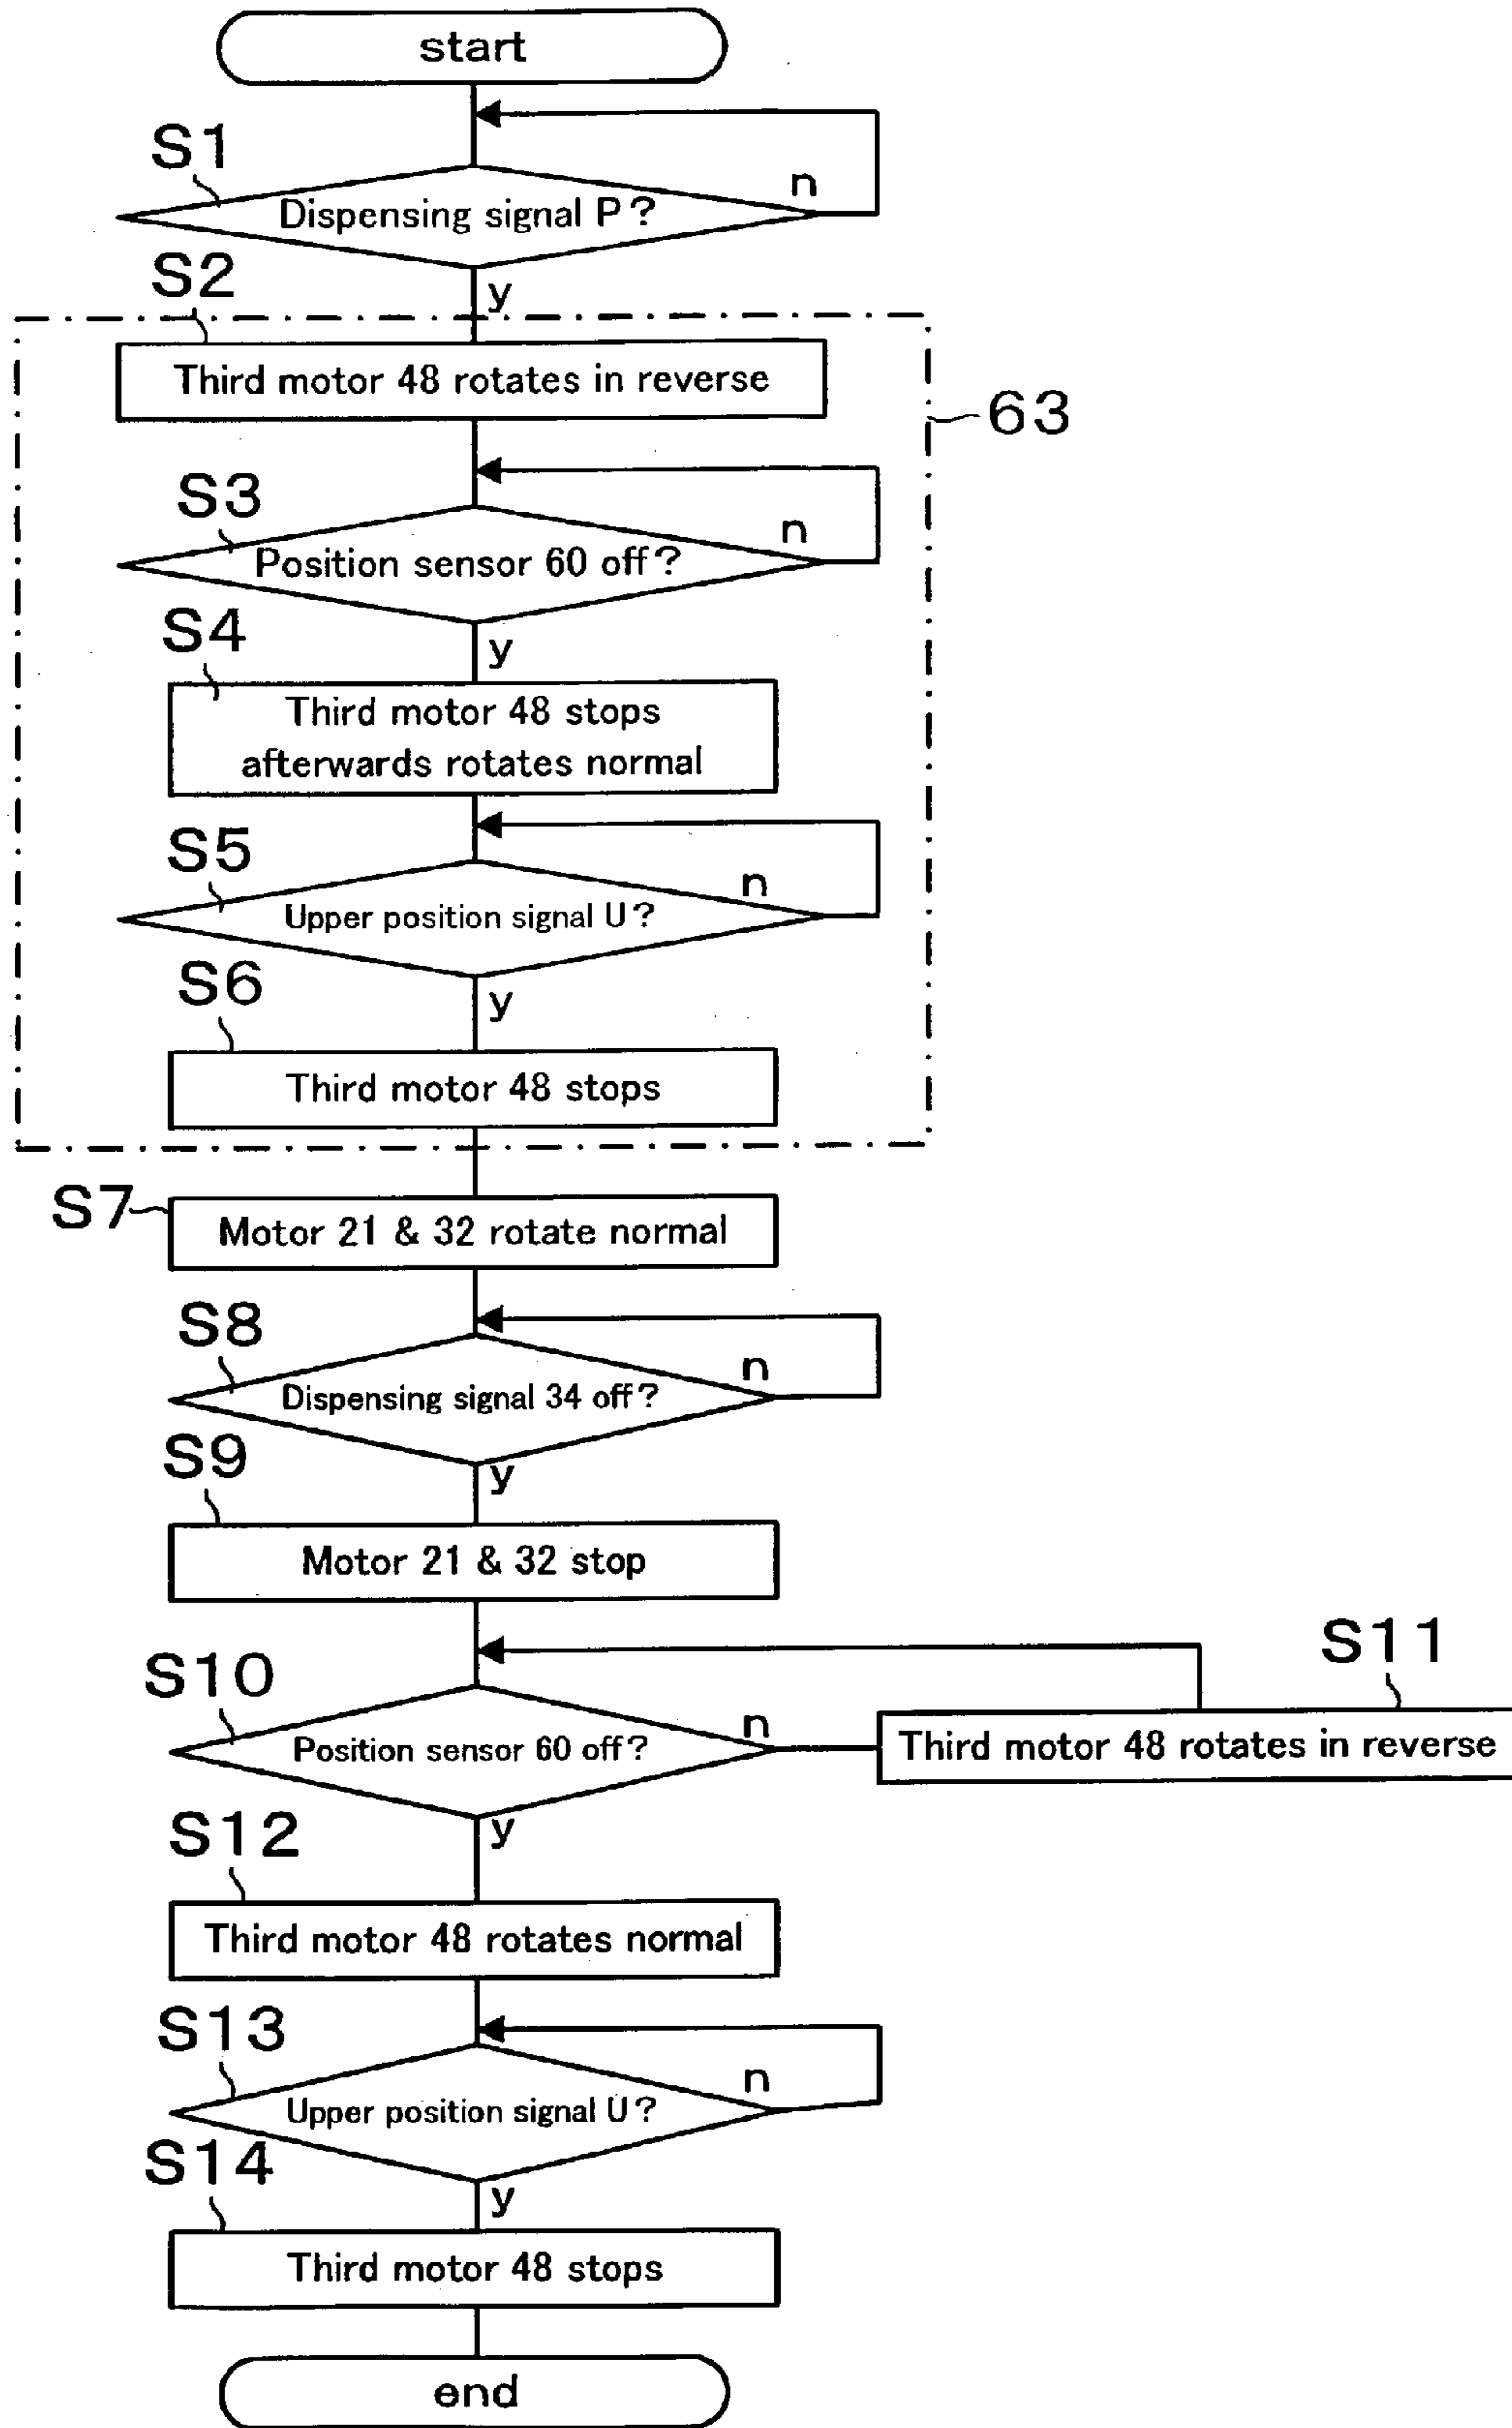 start
S1
n
Dispensing signal P?
S2
y
Third motor 48 rotates in reverse
63
S3
n
Position sensor 60 off?
S4
y
Third motor 48 stops
afterwards rotates normal
S5
n
Upper position signal U?
S6
y
Third motor 48 stops
S7
Motor 21 & 32 rotate normal
S8
n
Dispensing signal 34 off?
S9
y
Motor 21 & 32 stop
S10
n
Position sensor 60 off?
S11
Third motor 48 rotates in reverse
S12
y
Third motor 48 rotates normal
S13
n
Upper position signal U?
S14
y
Third motor 48 stops
end